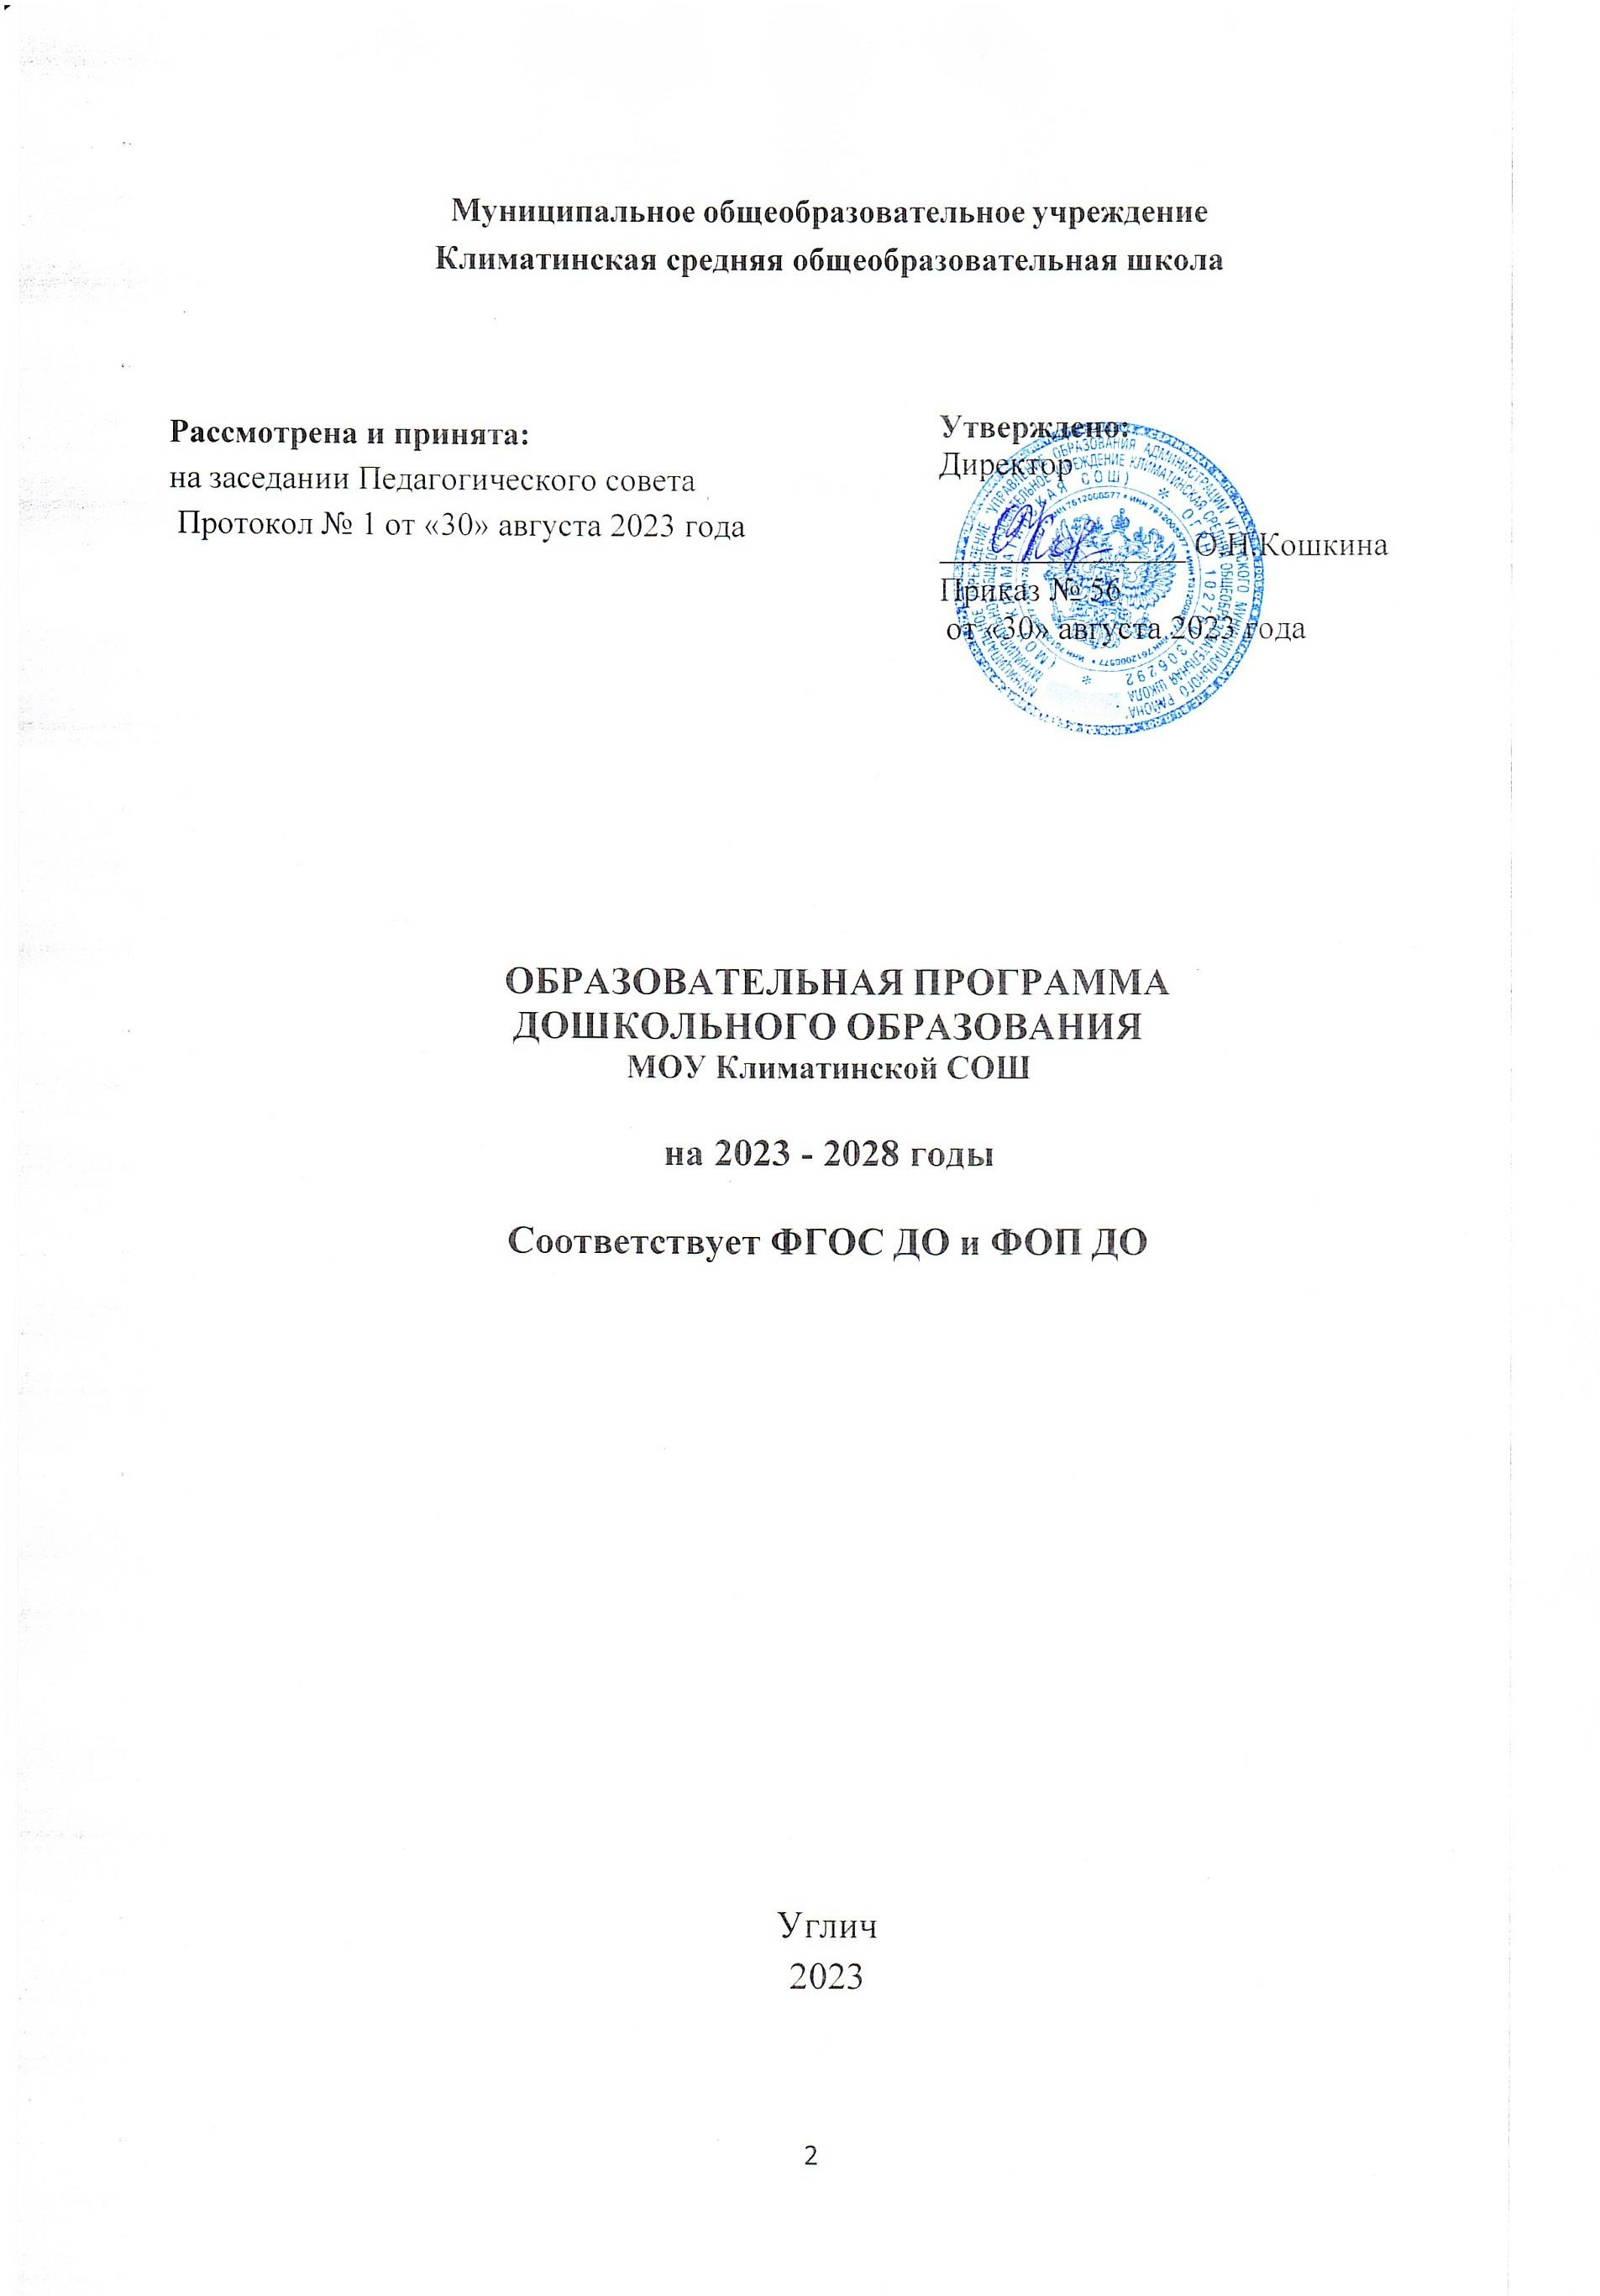 Муниципальное общеобразовательное учреждение
Климатинская средняя общеобразовательная школа
Рассмотрена и принята:
на заседании Педагогического совета
Протокол № 1 от «30» августа 2023 года
Утверждено:
Директор
О.Н.Кошкина
Приказ № 56
от «30» августа 2023 года
ОБРАЗОВАТЕЛЬНАЯ ПРОГРАММА
ДОШКОЛЬНОГО ОБРАЗОВАНИЯ
МОУ Климатинской СОШ
на 2023 - 2028 годы
Соответствует ФГОС ДО и ФОП ДО
Углич
2023
2